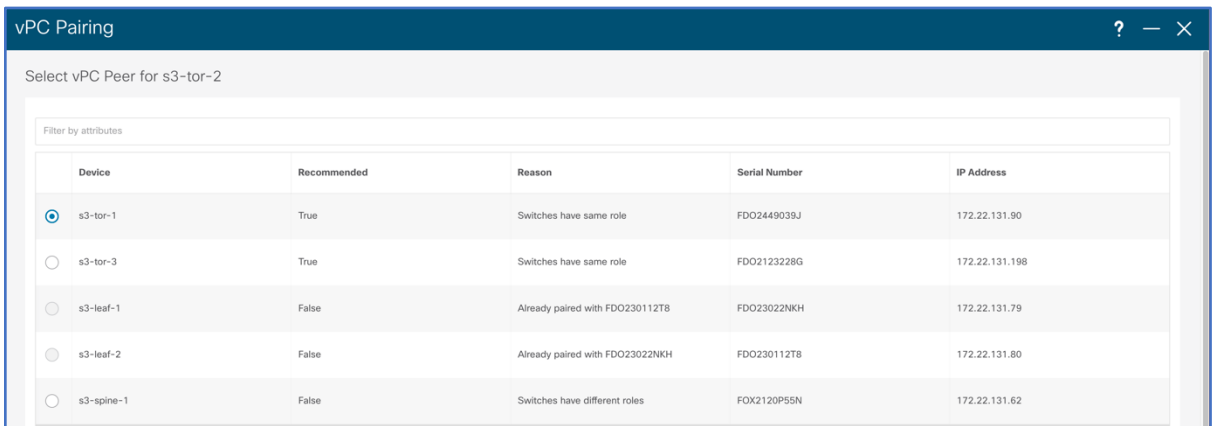 vPC Pairing ? — ×
Select vPC Peer for s3-tor-2
Filter by attributes
Device Recommended Reason Serial Number IP Address
s3-tor-1 True Switches have same role FDO2449039J 172.22.131.90
s3-tor-3 True Switches have same role FDO2123228G 172.22.131.198
s3-leaf-1 False Already paired with FDO230112T8 FDO23022NKH 172.22.131.79
s3-leaf-2 False Already paired with FDO23022NKH FDO230112T8 172.22.131.80
s3-spine-1 False Switches have different roles FOX2120P55N 172.22.131.62